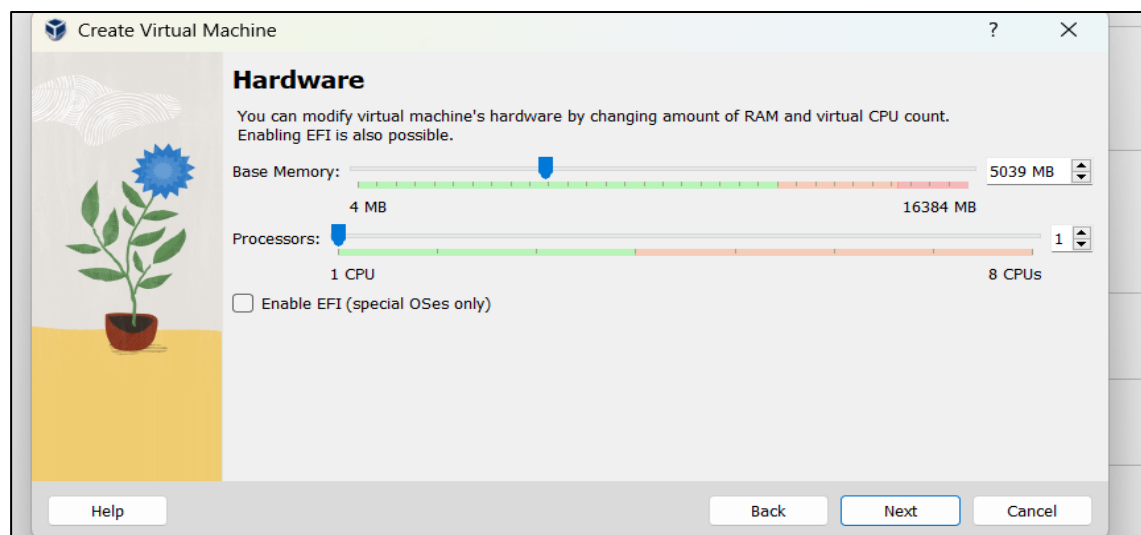 Create Virtual Machine
?
Hardware
You can modify virtual machine's hardware by changing amount of RAM and virtual CPU count.
Enabling EFI is also possible.
Base Memory:
5039 MB
4 MB
16384 MB
Processors:
1
1 CPU
8 CPUs
Enable EFI (special OSes only)
Help
Back
Next
Cancel